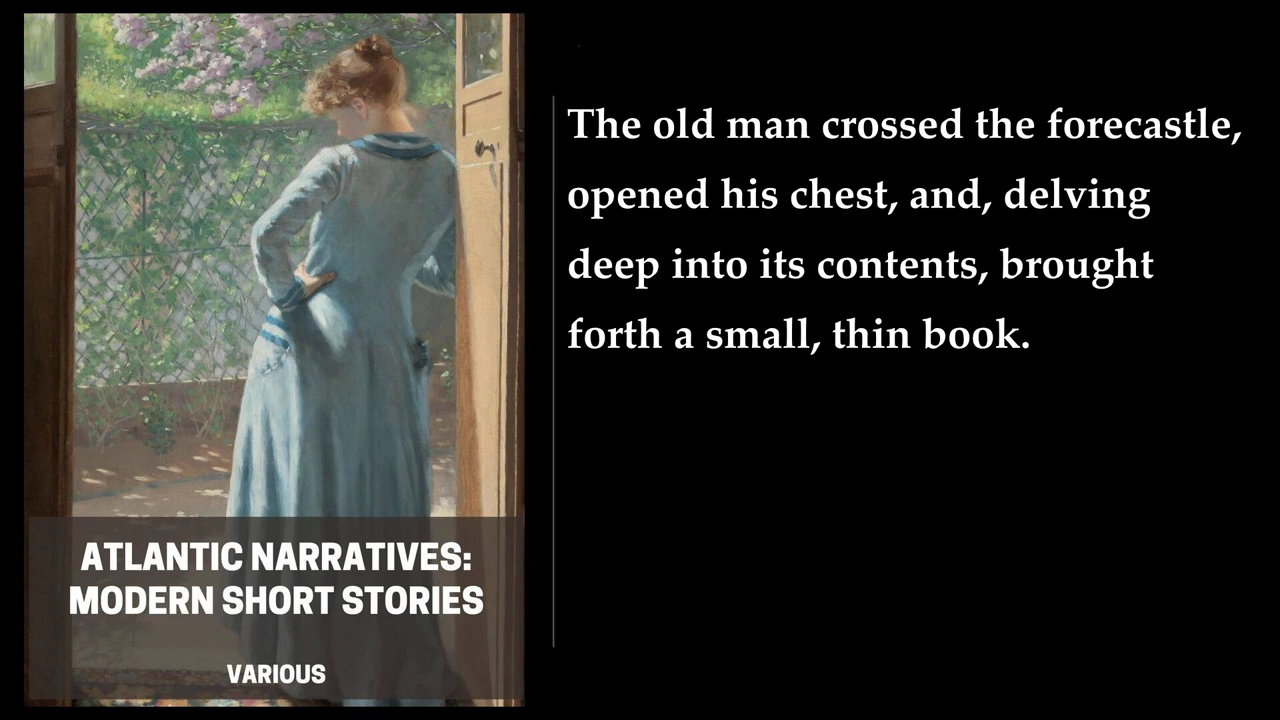 The old man crossed the forecastle,
opened his chest, and, delving
deep into its contents, brought
forth a small, thin book.
ATLANTIC NARRATIVES:
MODERN SHORT STORIES
VARIOUS